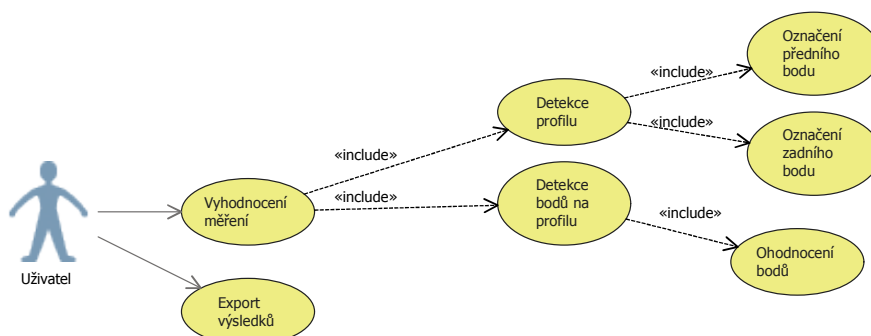 Označení
předního
bodu
«include»
Detekce
profilu
«include»
Označení
zadního
bodu
«include»
Vyhodnocení
měření
«include»
Detekce
bodů na
profilu
«include»
Ohodnocení
bodů
Uživatel
Export
výsledků